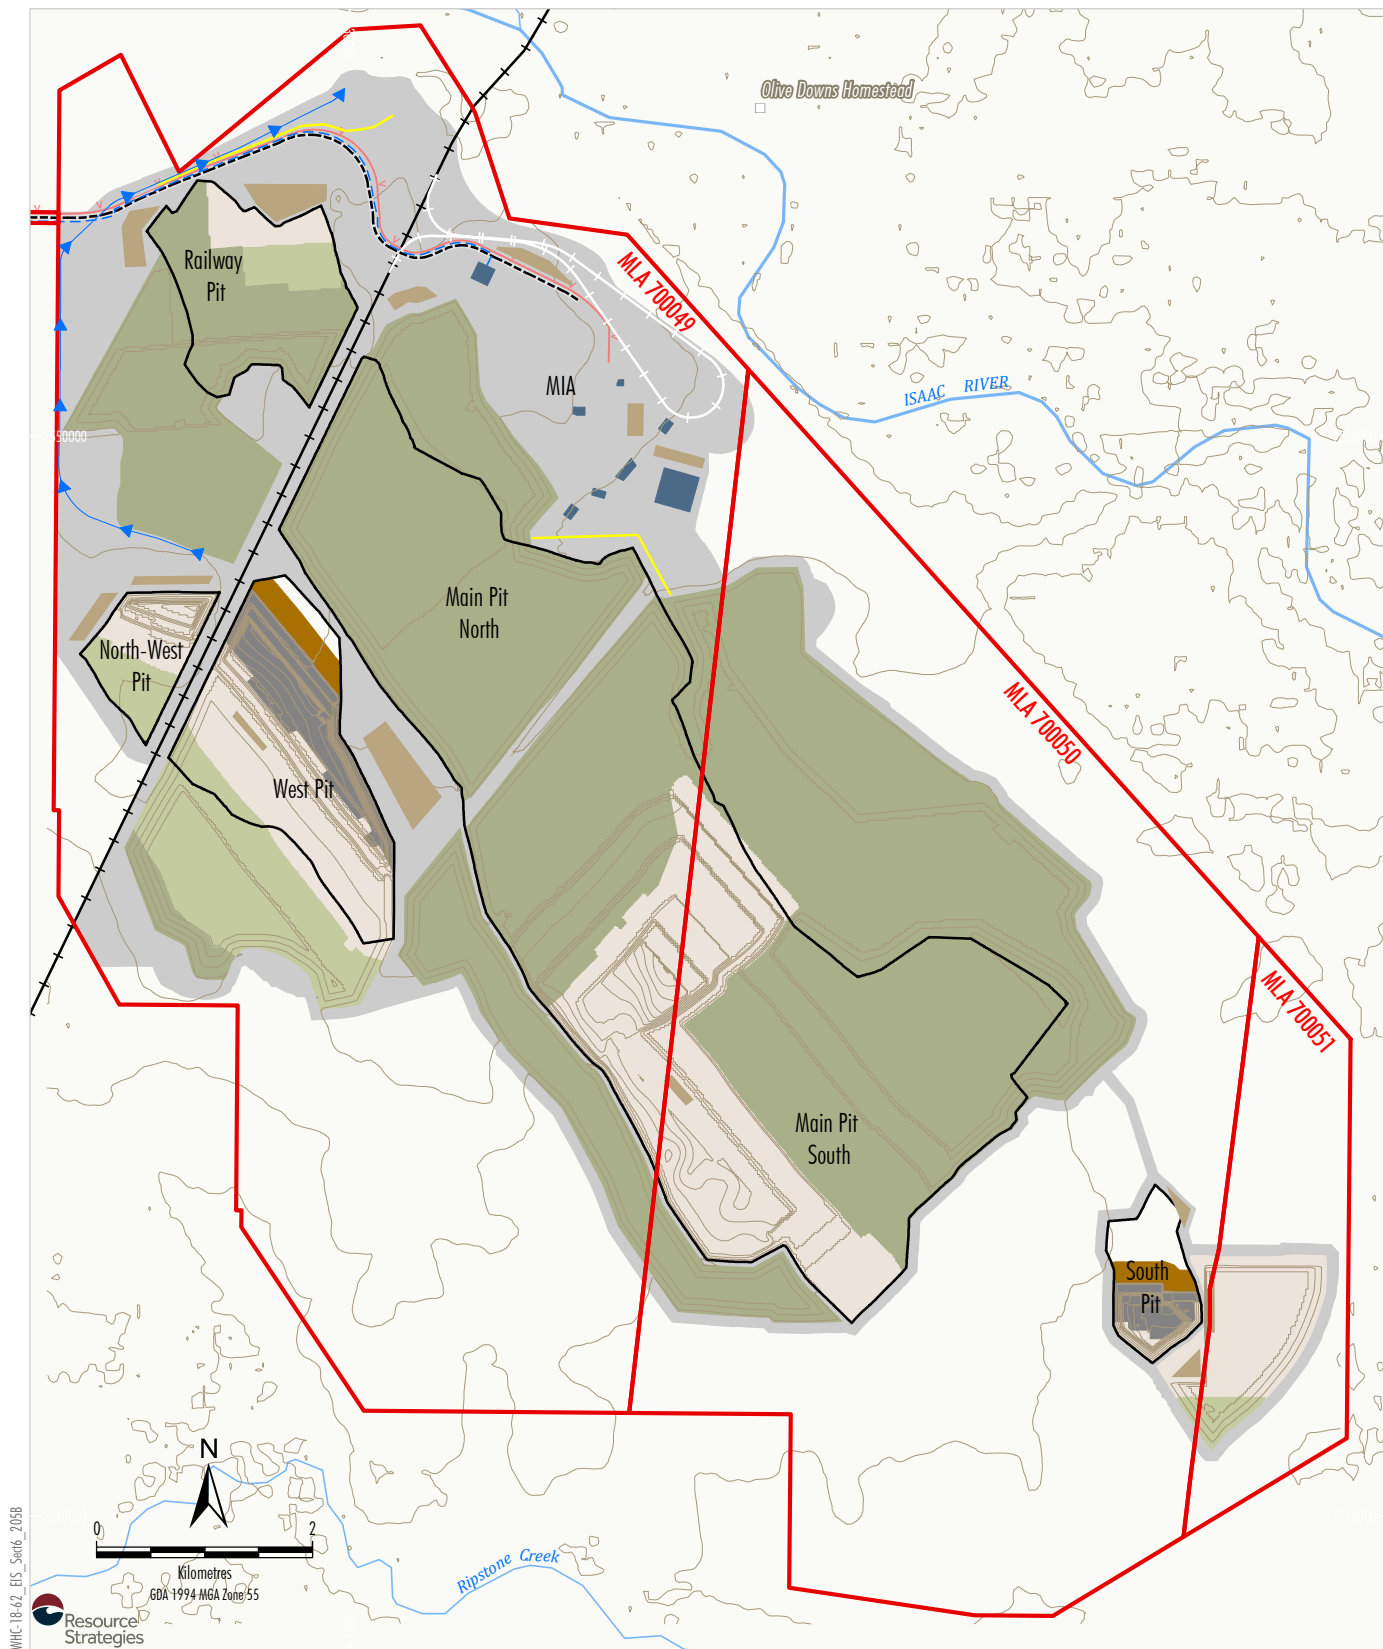 Olive Downs Homestead
Railway
Pit
MLA 700049
MIA
ISAAC RIVER
50000
Main Pit
North
North-West
Pit
MLA 700050
West Pit
MLA 700051
Main Pit
South
South
Pit
N
0 2
Kilometres
GDA 1994 MGA Zone 55
Ripstone Creek
Resource
Strategies
WHC-18-62_EIS_Sect6_205B